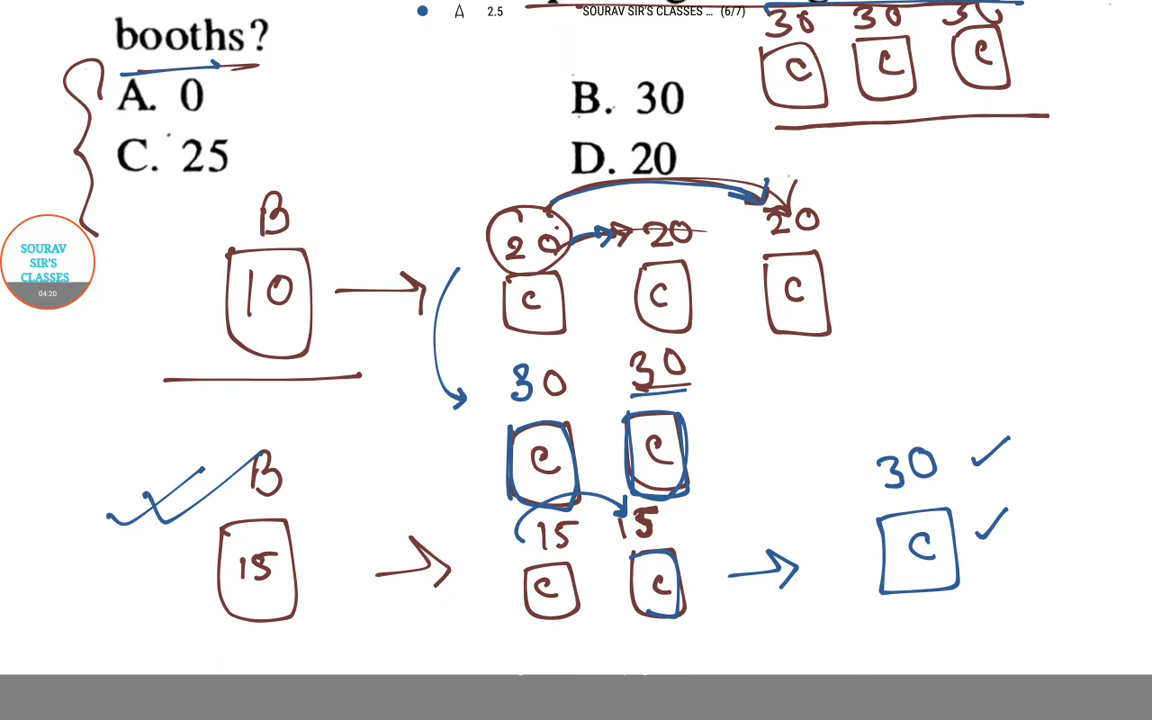 A 2.5 SOURAV SIR'S CLASSES ... (6/7)
booths?
30 30 30
C C C
A. 0 B. 30
C. 25 D. 20
B 20 20 20
10 C C C
SOURAV
SIR'S
CLASSES
04:20
30 30
C C
B 30
15 15
15 C C C